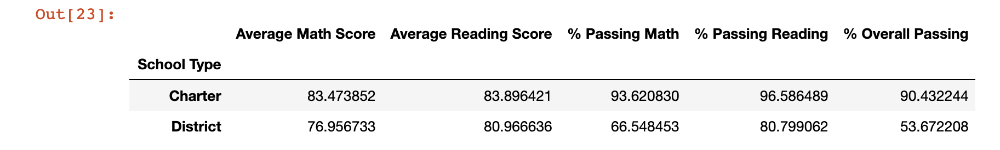 Out[23]:
Average Math Score Average Reading Score % Passing Math % Passing Reading % Overall Passing
School Type
Charter 83.473852 83.896421 93.620830 96.586489 90.432244
District 76.956733 80.966636 66.548453 80.799062 53.672208